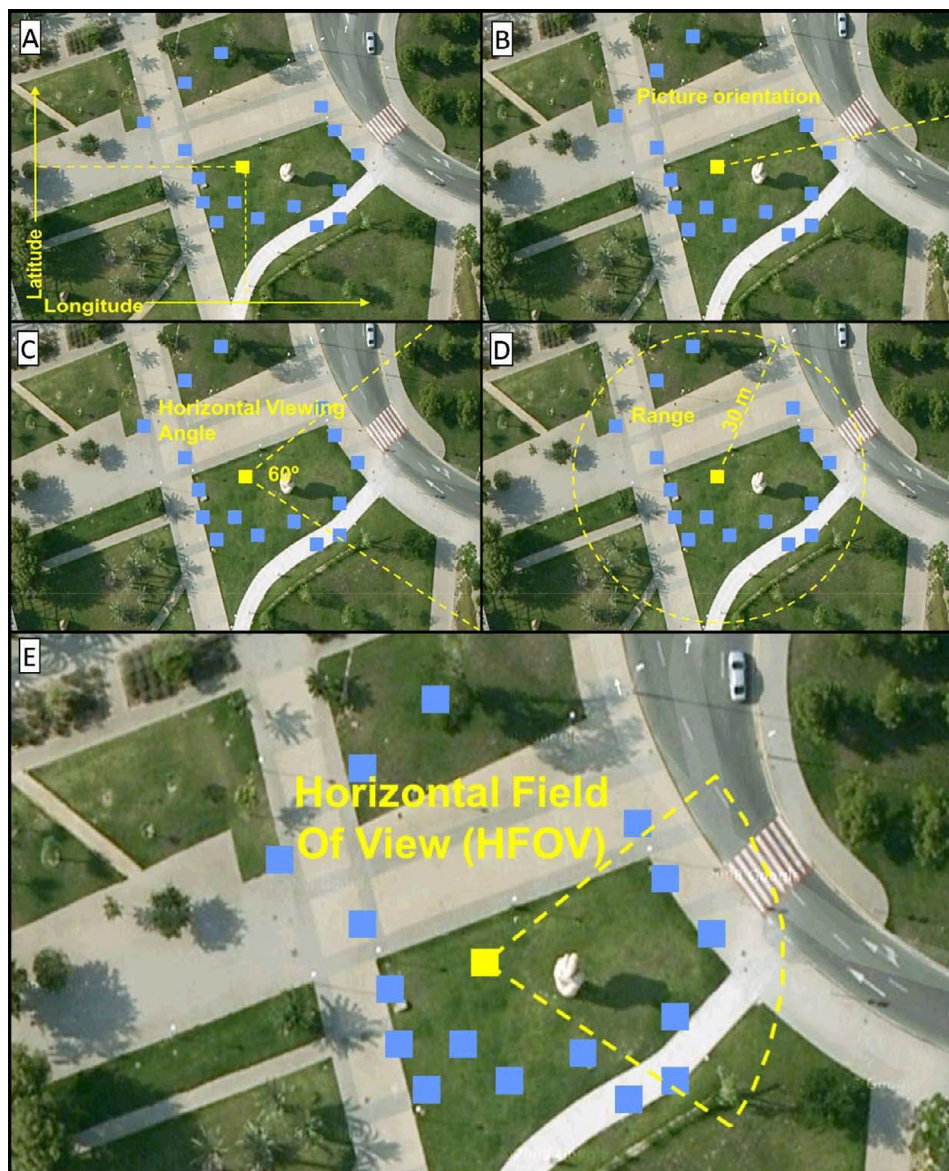 A
Latitude
Longitude
B
Picture orientation
C
Horizontal Viewing
Angle
60º
D
Range
30 m
E
Horizontal Field
Of View (HFOV)